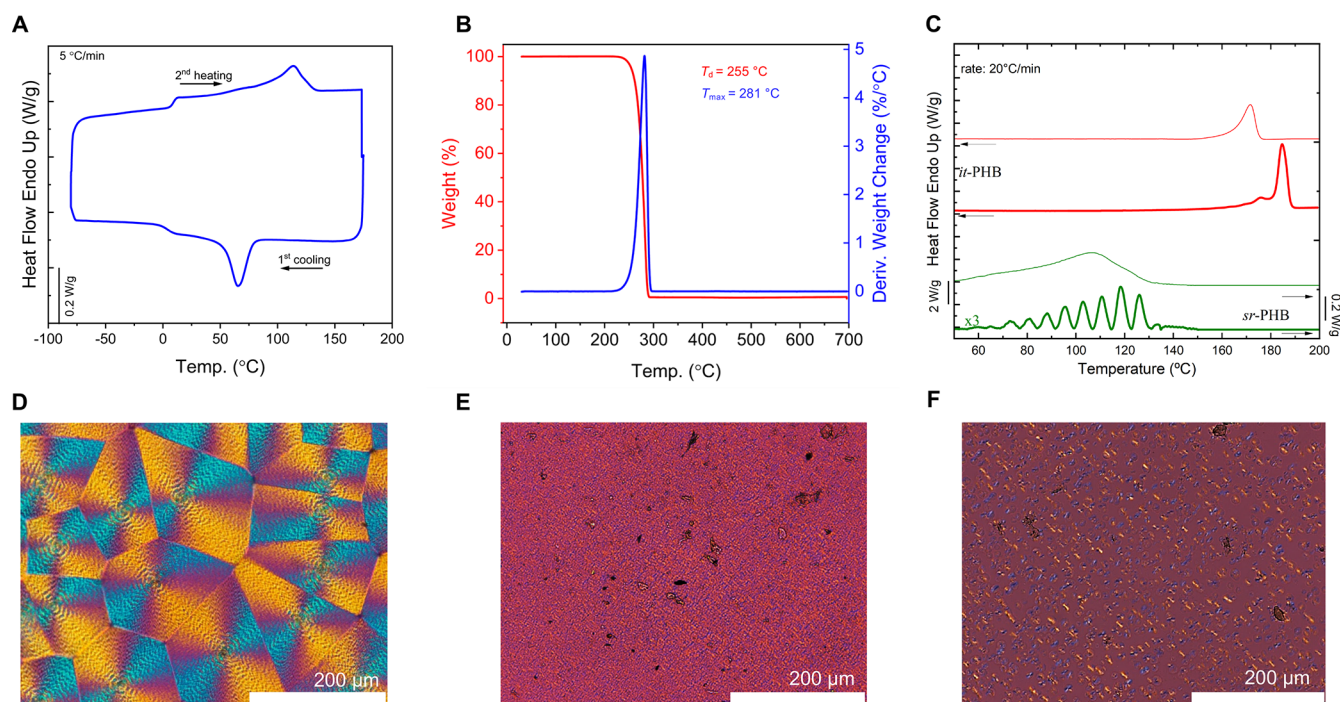 A
5 °C/min
2nd heating
1st cooling
0.2 W/g
Heat Flow Endo Up (W/g)
-100 -50 0 50 100 150 200
Temp. (°C)
B
Td = 255 °C
Tmax = 281 °C
100
80
60
40
20
0
Weight (%)
5
4
3
2
1
0
Deriv. Weight Change (%/°C)
0 100 200 300 400 500 600 700
Temp. (°C)
C
rate: 20°C/min
it-PHB
sr-PHB
x3
2 W/g
0.2 W/g
Heat Flow Endo Up (W/g)
60 80 100 120 140 160 180 200
Temperature (ºC)
D
200 µm
E
200 µm
F
200 µm